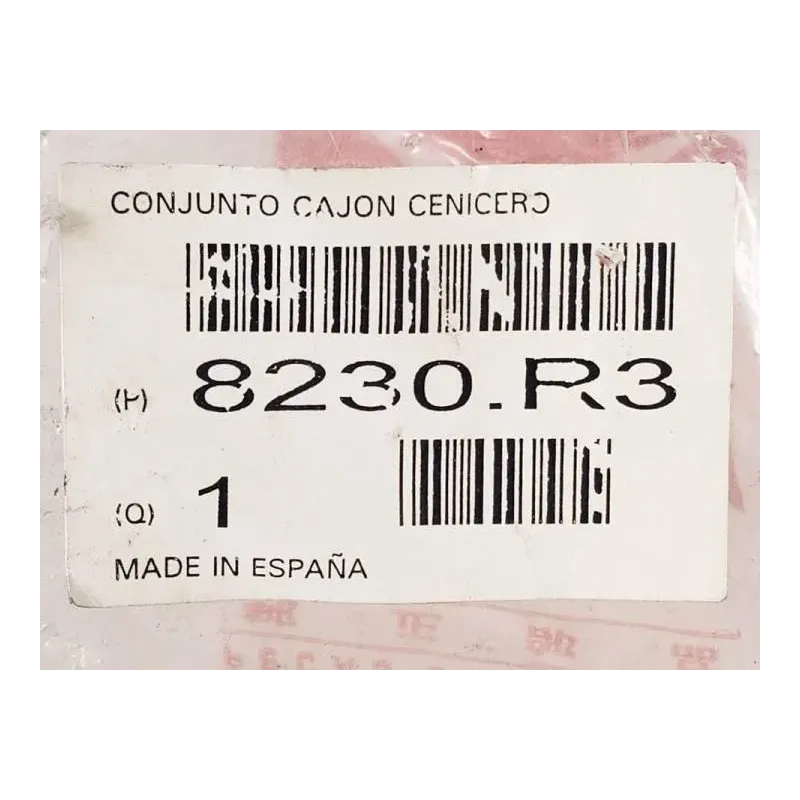 CONJUNTO CAJON CENICERO
(P) 8230.R3
(Q) 1
MADE IN ESPAÑA